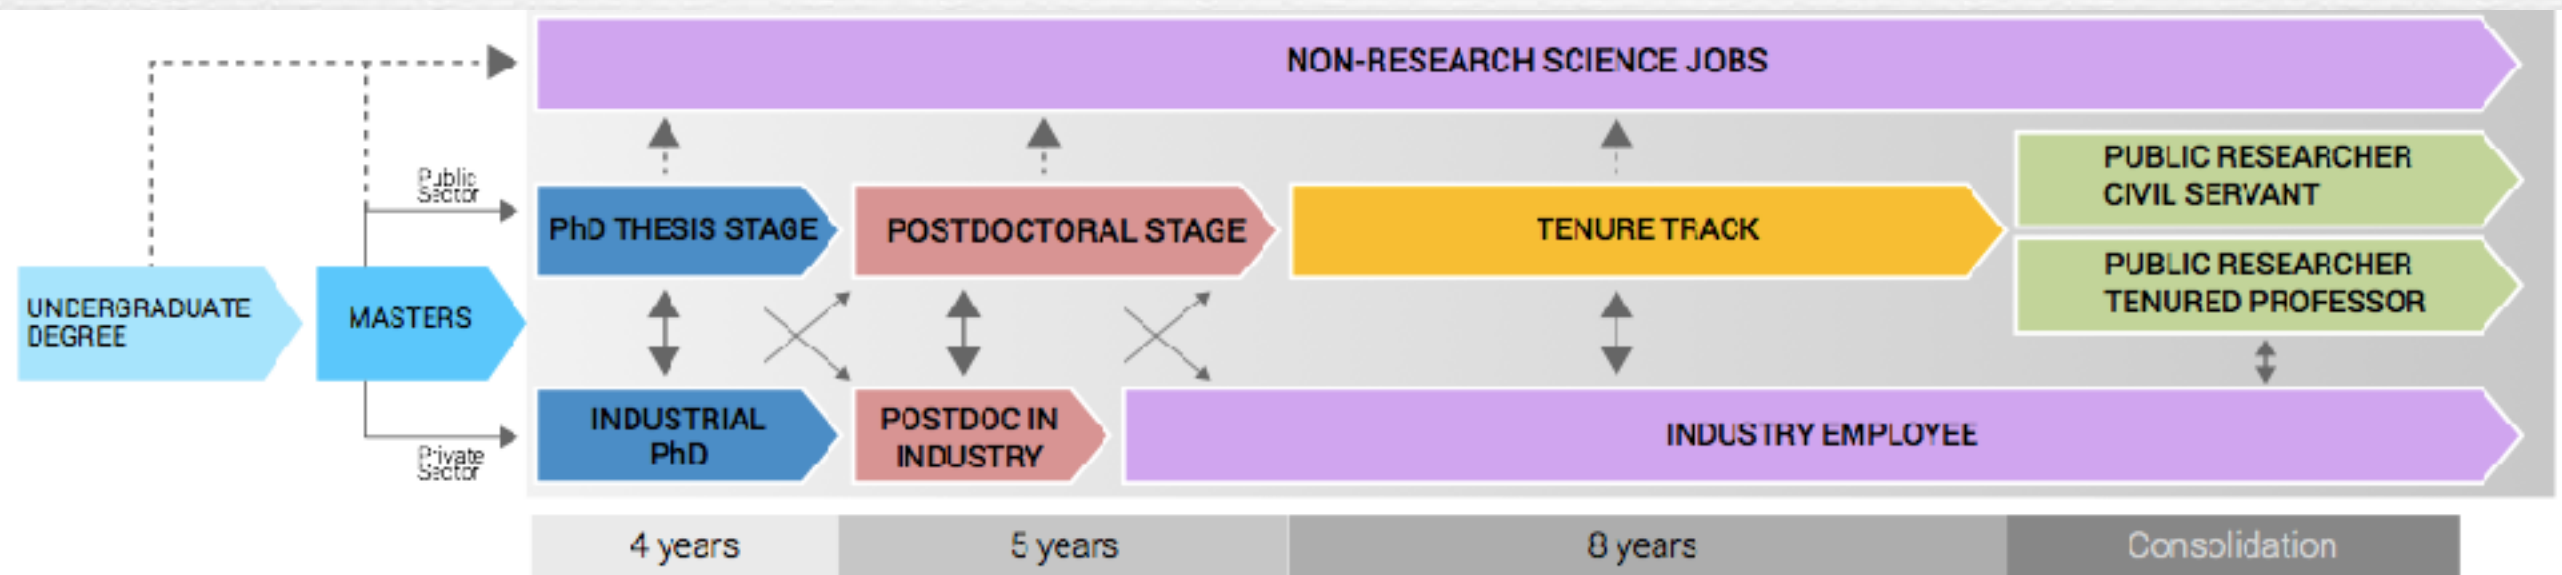 NON-RESEARCH SCIENCE JOBS
PUBLIC RESEARCHER
CIVIL SERVANT
Public
Sector
PhD THESIS STAGE
POSTDOCTORAL STAGE
TENURE TRACK
PUBLIC RESEARCHER
TENURED PROFESSOR
UNDERGRADUATE
DEGREE
MASTERS
INDUSTRIAL
PhD
POSTDOC IN
INDUSTRY
INDUSTRY EMPLOYEE
Private
Sector
4 years
5 years
8 years
Consolidation